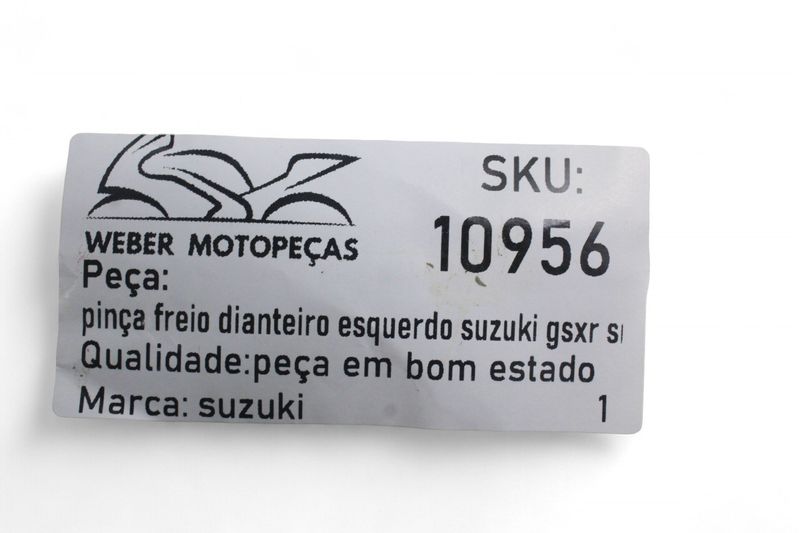 SKU:
10956
WEBER MOTOPEÇAS
Peça:
pinça freio dianteiro esquerdo suzuki gsxr
Qualidade:peça em bom estado
Marca: suzuki 1